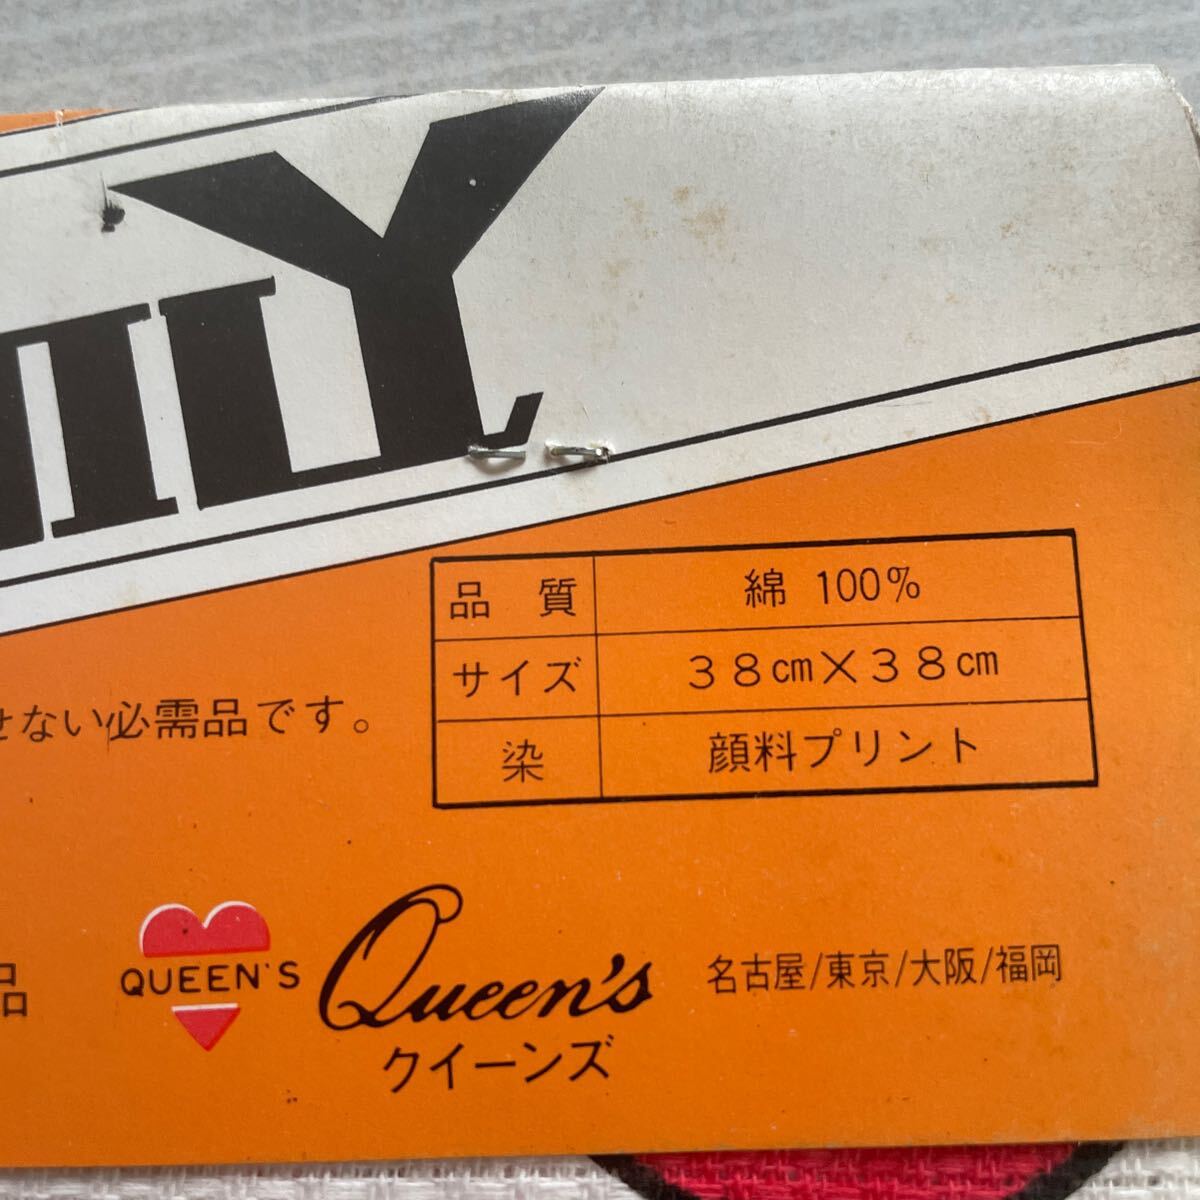 ILY
品質 綿 100%
サイズ 38cm×38cm
染 顔料プリント
せない必需品です。
品
QUEEN'S
Queen's
クイーンズ
名古屋/東京/大阪/福岡